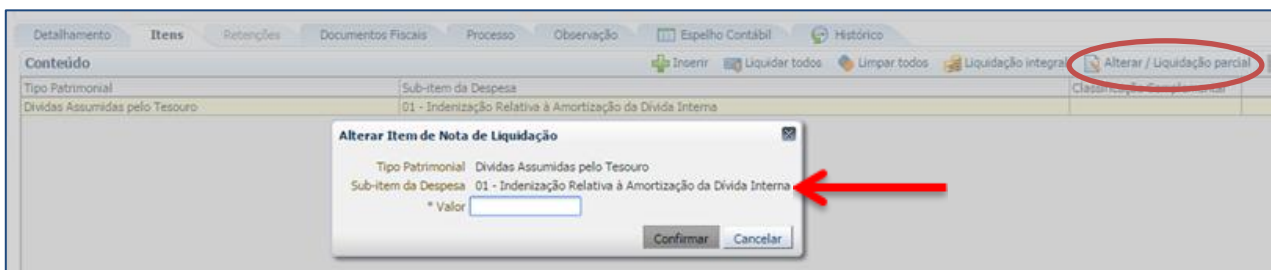 Detalhamento Itens Retenções Documentos Fiscais Processo Observação Espelho Contábil Histórico
Conteúdo Inserir Liquidar todos Limpar todos Liquidação integral Alterar / Liquidação parcial
Tipo Patrimonial Sub-item da Despesa Classificação Complementar
Dívidas Assumidas pelo Tesouro 01 - Indenização Relativa à Amortização da Dívida Interna
Alterar Item de Nota de Liquidação
Tipo Patrimonial Dívidas Assumidas pelo Tesouro
Sub-item da Despesa 01 - Indenização Relativa à Amortização da Dívida Interna
* Valor
Confirmar Cancelar